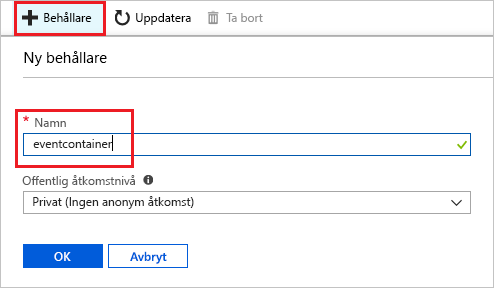 Behållare Uppdatera Ta bort
Ny behållare
* Namn
eventcontainer
Offentlig åtkomstnivå
Privat (Ingen anonym åtkomst)
OK Avbryt